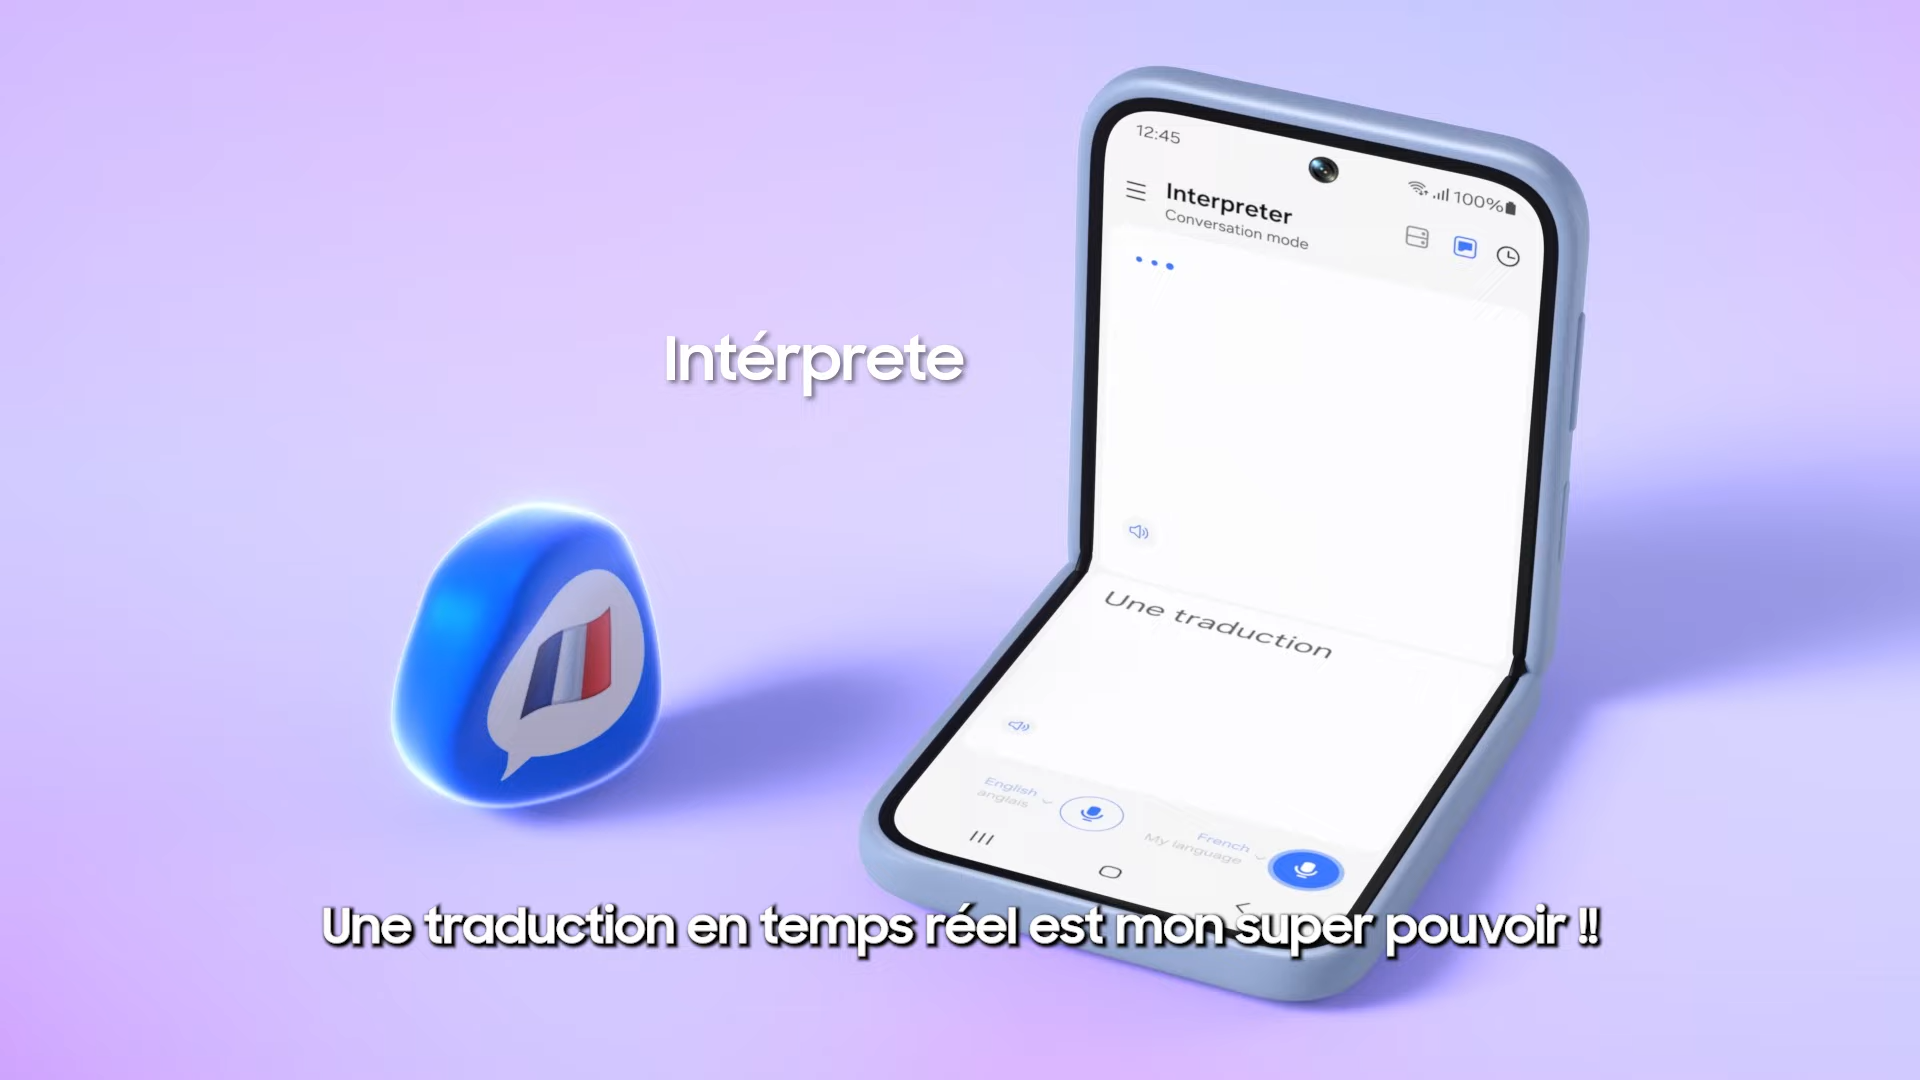 12:45
100%
Interpreter
Conversation mode
Intérprete
Une traduction
English
anglais
French
My language
Une traduction en temps réel est mon super pouvoir !!